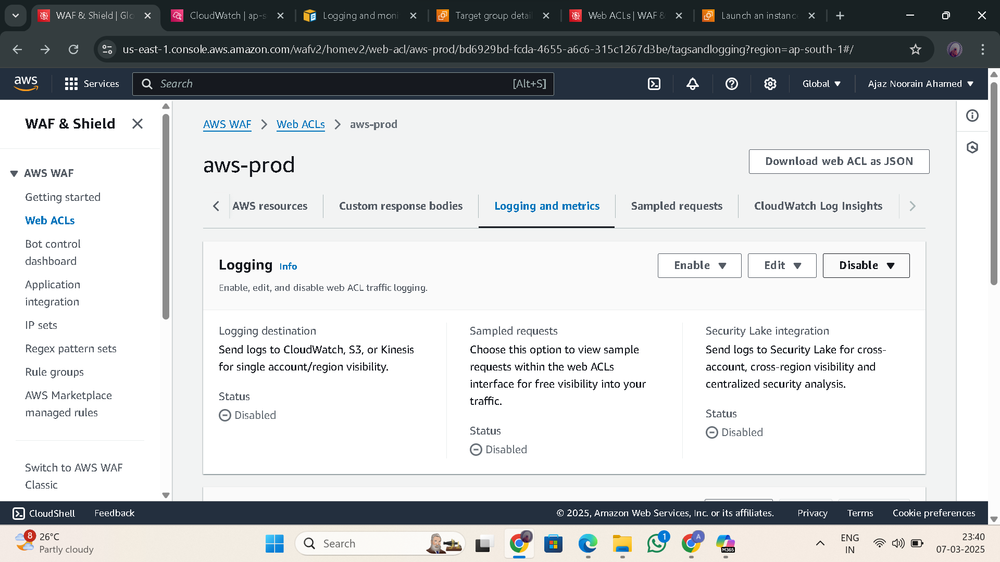 WAF & Shield | Glo
CloudWatch | ap-s
Logging and moni
Target group detail
Web ACLs | WAF &
Launch an instance
us-east-1.console.aws.amazon.com/wafv2/homev2/web-acl/aws-prod/bd6929bd-fcda-4655-a6c6-315c1267d3be/tagsandlogging?region=ap-south-1#/
aws
Services
Search
[Alt+S]
Global
Ajaz Noorain Ahamed
WAF & Shield
AWS WAF
Getting started
Web ACLs
Bot control
dashboard
Application
integration
IP sets
Regex pattern sets
Rule groups
AWS Marketplace
managed rules
Switch to AWS WAF
Classic
AWS WAF
Web ACLs
aws-prod
aws-prod
Download web ACL as JSON
AWS resources
Custom response bodies
Logging and metrics
Sampled requests
CloudWatch Log Insights
Logging Info
Enable
Edit
Disable
Enable, edit, and disable web ACL traffic logging.
Logging destination
Send logs to CloudWatch, S3, or Kinesis
for single account/region visibility.
Status
Disabled
Sampled requests
Choose this option to view sample
requests within the web ACLs
interface for free visibility into your
traffic.
Status
Disabled
Security Lake integration
Send logs to Security Lake for cross-
account, cross-region visibility and
centralized security analysis.
Status
Disabled
CloudShell
Feedback
© 2025, Amazon Web Services, Inc. or its affiliates.
Privacy
Terms
Cookie preferences
8
26°C
Partly cloudy
Search
1
A
M365
ENG
IN
23:40
07-03-2025